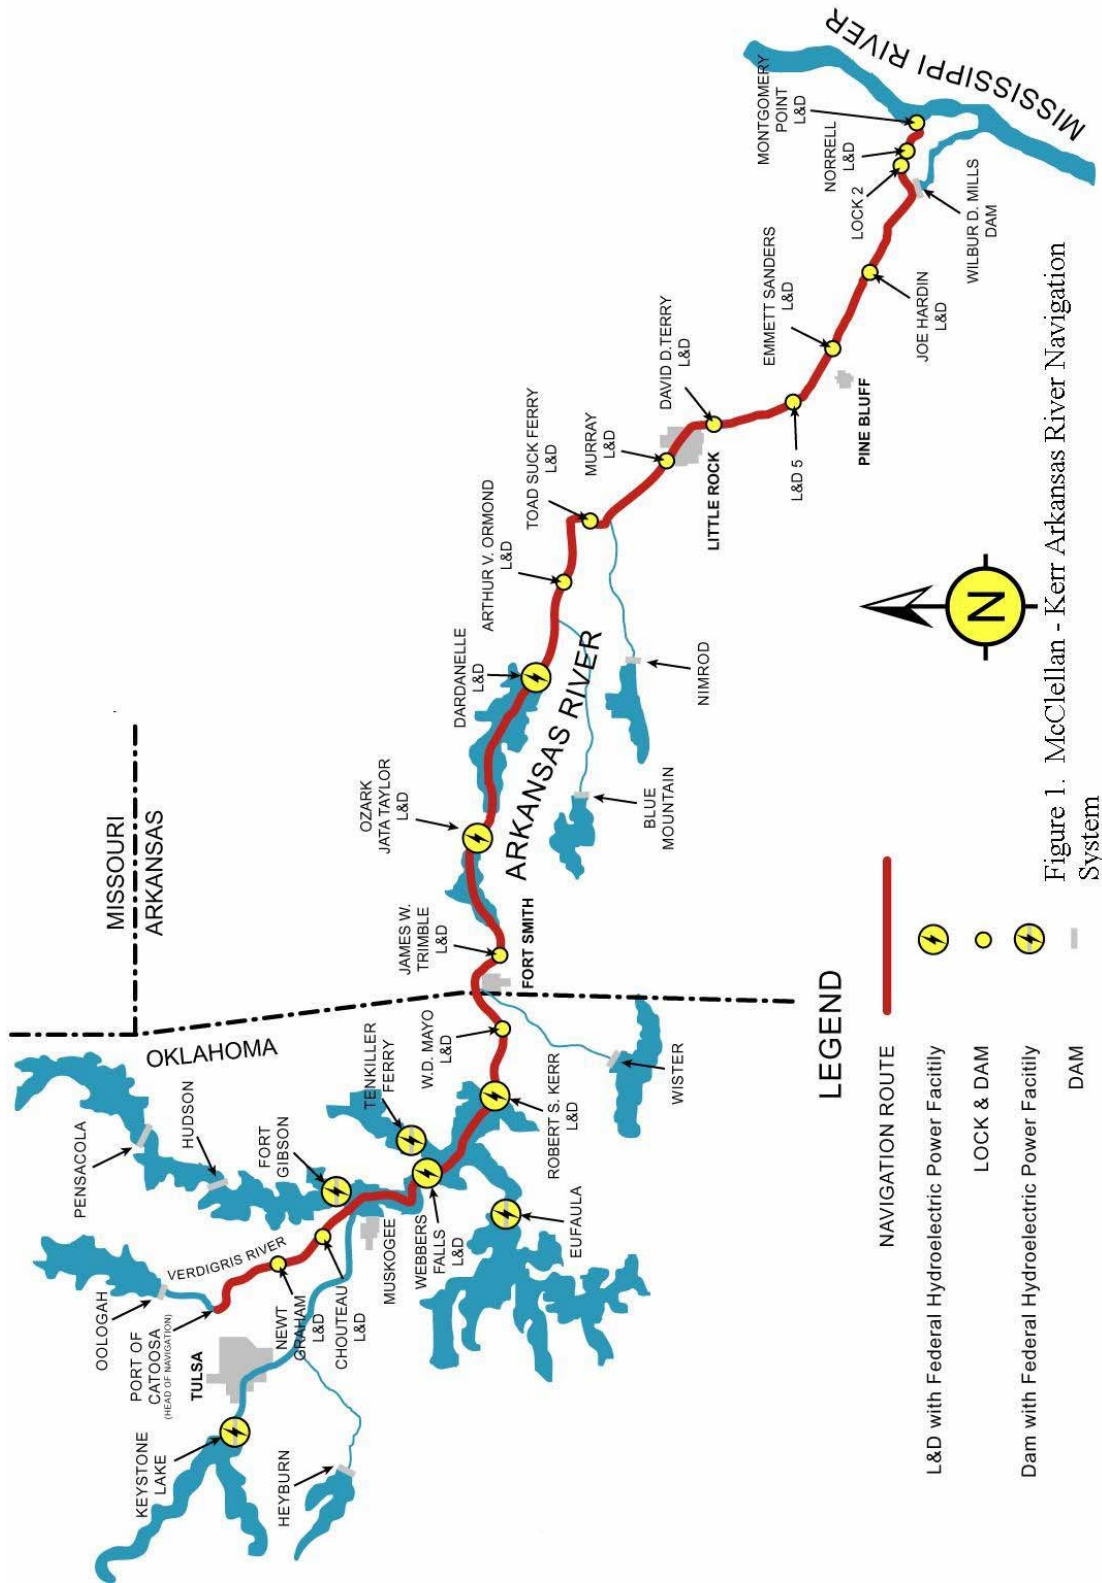 MISSOURI
ARKANSAS
OKLAHOMA
PENSACOLA
HUDSON
FORT
GIBSON
TENKILLER
FERRY
OOLOGAH
VERDIGRIS RIVER
PORT OF
CATOOSA
(HEAD OF NAVIGATION)
TULSA
KEYSTONE
LAKE
HEYBURN
NEWT
GRAHAM
L&D
CHOUTEAU
L&D
MUSKOGEE
WEBBERS
FALLS
L&D
EUFAULA
ROBERT S. KERR
L&D
W.D. MAYO
L&D
WISTER
JAMES W.
TRIMBLE
L&D
FORT SMITH
OZARK
JATA TAYLOR
L&D
ARKANSAS RIVER
DARDANELLE
L&D
BLUE
MOUNTAIN
NIMROD
ARTHUR V. ORMOND
L&D
TOAD SUCK FERRY
L&D
MURRAY
L&D
LITTLE ROCK
DAVID D.TERRY
L&D
L&D 5
PINE BLUFF
EMMETT SANDERS
L&D
JOE HARDIN
L&D
LOCK 2
NORRELL
L&D
MONTGOMERY
POINT
L&D
WILBUR D. MILLS
DAM
MISSISSIPPI RIVER
N
LEGEND
NAVIGATION ROUTE
L&D with Federal Hydroelectric Power Facitily
LOCK & DAM
Dam with Federal Hydroelectric Power Facitily
DAM
Figure 1.  McClellan - Kerr Arkansas River Navigation
System